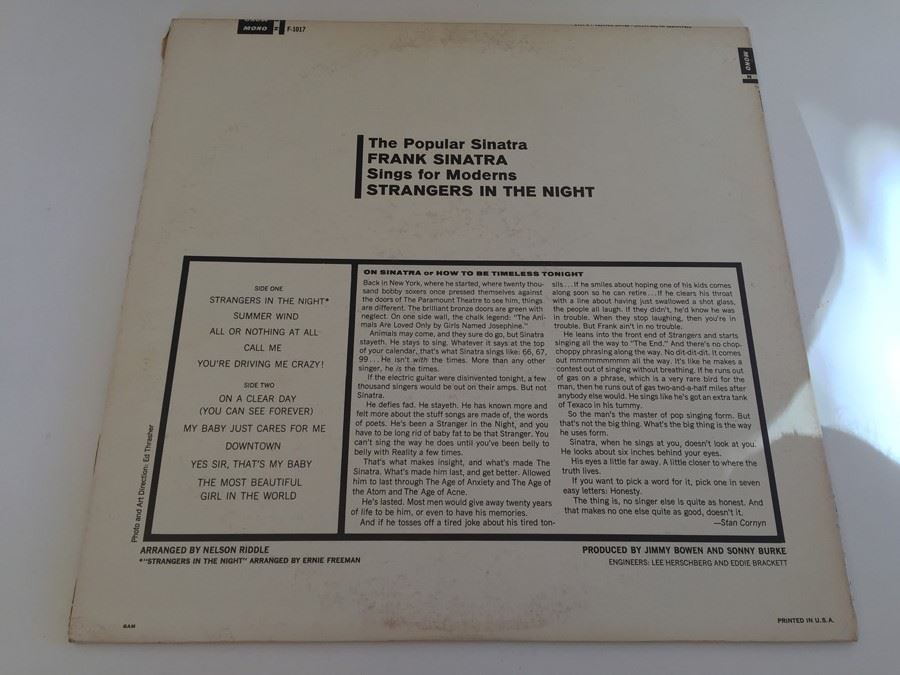 MONO F-1017
MONO
The Popular Sinatra
FRANK SINATRA
Sings for Moderns
STRANGERS IN THE NIGHT
SIDE ONE
STRANGERS IN THE NIGHT*
SUMMER WIND
ALL OR NOTHING AT ALL
CALL ME
YOU'RE DRIVING ME CRAZY!
SIDE TWO
ON A CLEAR DAY
(YOU CAN SEE FOREVER)
MY BABY JUST CARES FOR ME
DOWNTOWN
YES SIR, THAT'S MY BABY
THE MOST BEAUTIFUL
GIRL IN THE WORLD
ON SINATRA or HOW TO BE TIMELESS TONIGHT
Back in New York, where he started, where twenty thou-
sand bobby soxers once pressed themselves against
the doors of The Paramount Theatre to see him, things
are different. The brilliant bronze doors are green with
neglect. On one side wall, the chalk legend: "The Ani-
mals Are Loved Only by Girls Named Josephine."
Animals may come, and they sure do go, but Sinatra
stayeth. He stays to sing. Whatever it says at the top
of your calendar, that's what Sinatra sings like: 66, 67,
99 . . . He isn't with the times. More than any other
singer, he is the times.
If the electric guitar were disinvented tonight, a few
thousand singers would be out on their amps. But not
Sinatra.
He defies fad. He stayeth. He has known more and
felt more about the stuff songs are made of, the words
of poets. He's been a Stranger in the Night, and you
have to be long rid of baby fat to be that Stranger. You
can't sing the way he does until you've been belly to
belly with Reality a few times.
That's what makes insight, and what's made The
Sinatra. What's made him last, and get better. Allowed
him to last through The Age of Anxiety and The Age of
the Atom and The Age of Acne.
He's lasted. Most men would give away twenty years
of life to be him, or even to have his memories.
And if he tosses off a tired joke about his tired ton-
sils . . . If he smiles about hoping one of his kids comes
along soon so he can retire . . . If he clears his throat
with a line about having just swallowed a shot glass,
the people all laugh. If they didn't, he'd know he was
in trouble. When they stop laughing, then you're in
trouble. But Frank ain't in no trouble.
He leans into the front end of Strangers and starts
singing all the way to "The End." And there's no chop-
choppy phrasing along the way. No dit-dit-dit. It comes
out mmmmmmmmm all the way. It's like he makes a
contest out of singing without breathing. If he runs out
of gas on a phrase, which is a very rare bird for the
man, then he runs out of gas two-and-a-half miles after
anybody else would. He sings like he's got an extra tank
of Texaco in his tummy.
So the man's the master of pop singing form. But
that's not the big thing. What's the big thing is the way
he uses form.
Sinatra, when he sings at you, doesn't look at you.
He looks about six inches behind your eyes.
His eyes a little far away. A little closer to where the
truth lives.
If you want to pick a word for it, pick one in seven
easy letters: Honesty.
The thing is, no singer else is quite as honest. And
that makes no one else quite as good, doesn't it.
—Stan Cornyn
Photo and Art Direction: Ed Thrasher
ARRANGED BY NELSON RIDDLE
*"STRANGERS IN THE NIGHT" ARRANGED BY ERNIE FREEMAN
PRODUCED BY JIMMY BOWEN AND SONNY BURKE
ENGINEERS: LEE HERSCHBERG AND EDDIE BRACKETT
PRINTED IN U.S.A.